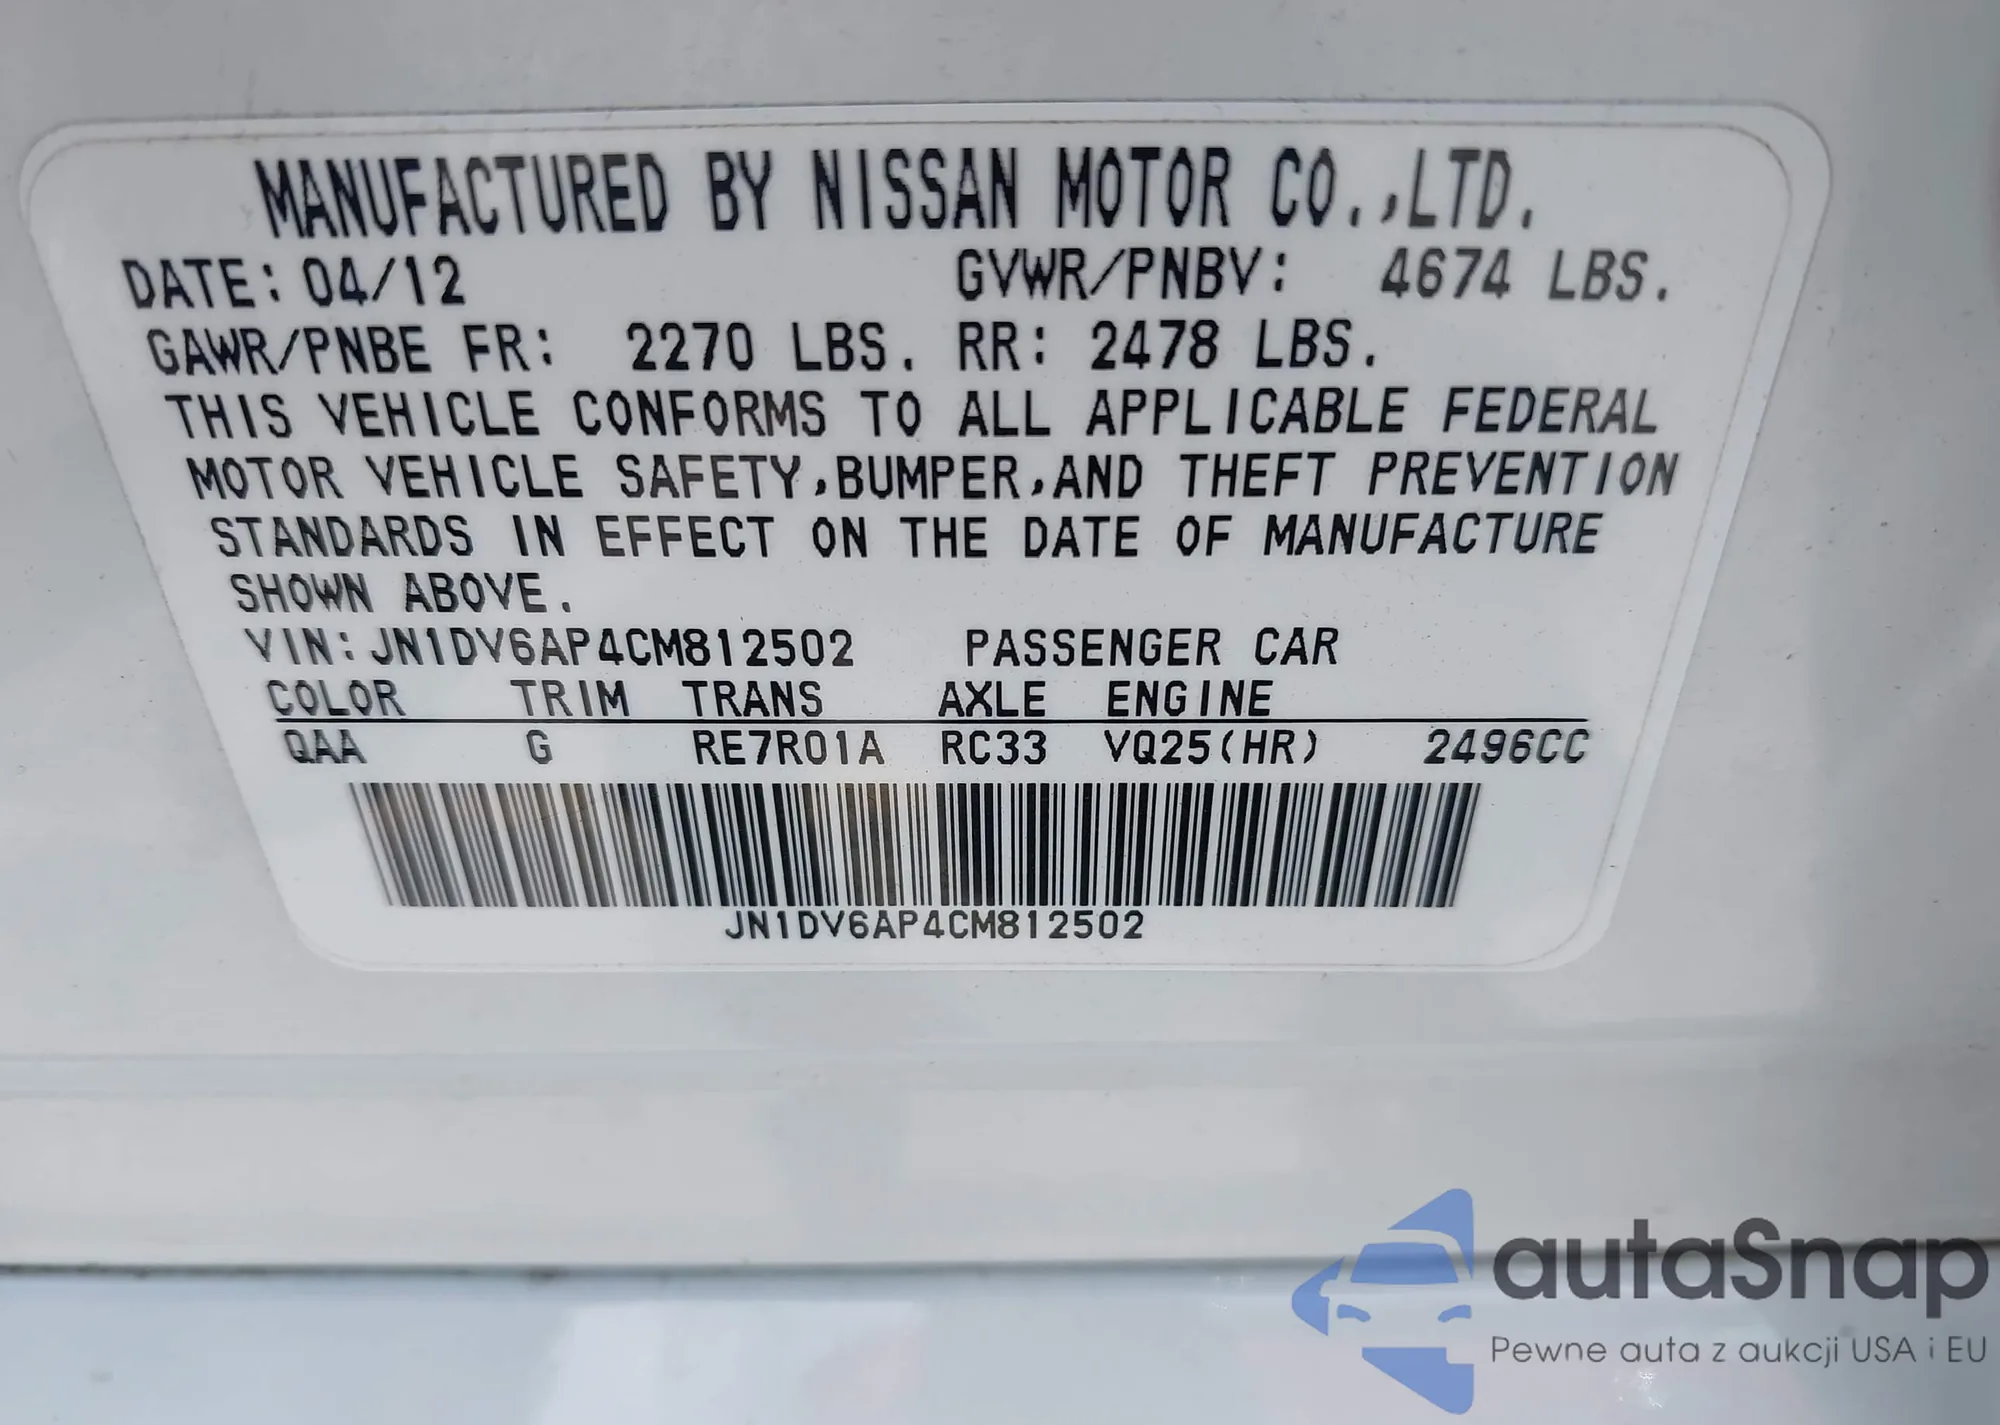 MANUFACTURED BY NISSAN MOTOR CO.,LTD.
DATE: 04/12 GVWR/PNBV: 4674 LBS.
GAWR/PNBE FR: 2270 LBS. RR: 2478 LBS.
THIS VEHICLE CONFORMS TO ALL APPLICABLE FEDERAL
MOTOR VEHICLE SAFETY,BUMPER,AND THEFT PREVENTION
STANDARDS IN EFFECT ON THE DATE OF MANUFACTURE
SHOWN ABOVE.
VIN:JN1DV6AP4CM812502 PASSENGER CAR
COLOR TRIM TRANS AXLE ENGINE
QAA G RE7R01A RC33 VQ25(HR) 2496CC
JN1DV6AP4CM812502
autaSnap
Pewne auta z aukcji USA i EU